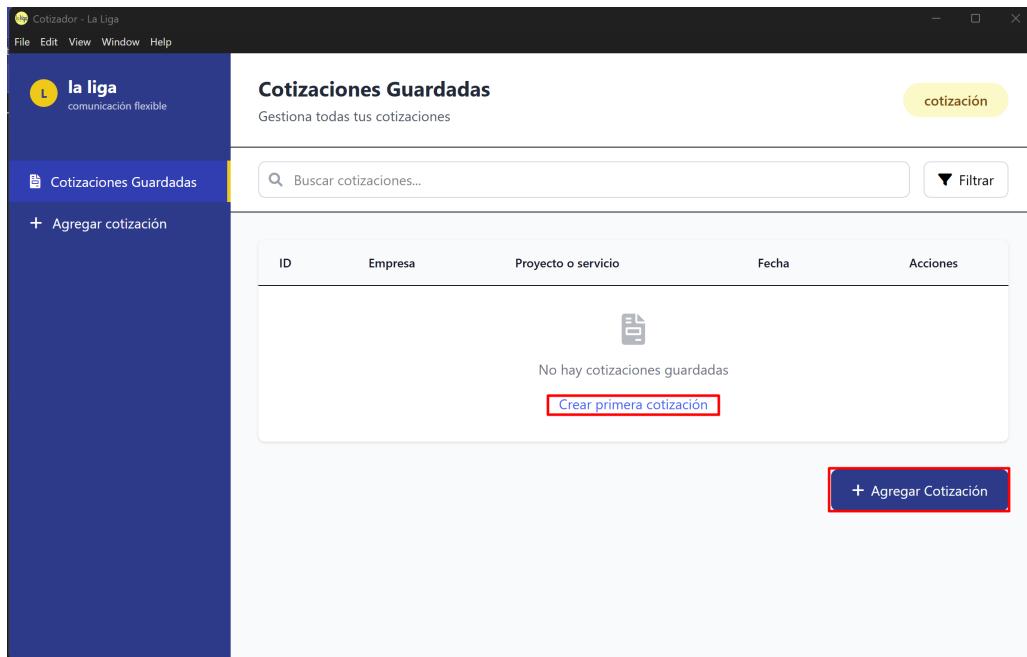 Cotizador - La Liga
File Edit View Window Help
L
la liga
comunicación flexible
Cotizaciones Guardadas
Agregar cotización
Cotizaciones Guardadas
Gestiona todas tus cotizaciones
cotización
Buscar cotizaciones...
Filtrar
ID Empresa Proyecto o servicio Fecha Acciones
No hay cotizaciones guardadas
Crear primera cotización
+ Agregar Cotización